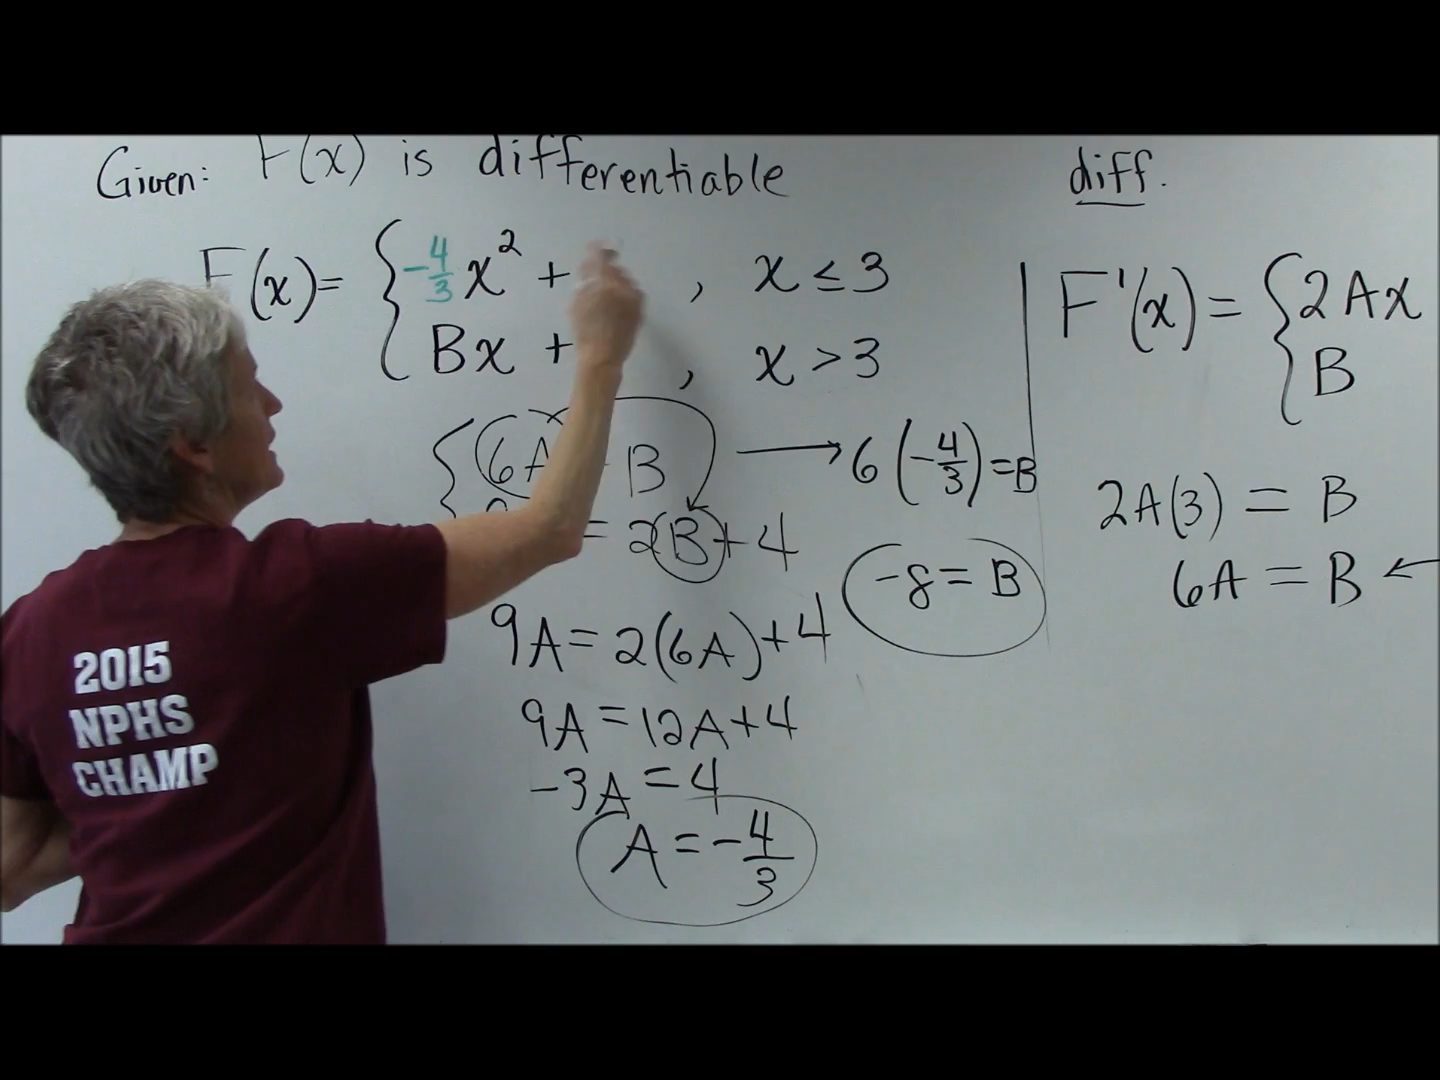 Given: F(x) is differentiable
F(x) = { -4/3 x² +   , x ≤ 3
Bx +   , x > 3
{ 6A   B → 6(-4/3) = B
= 2B + 4
-8 = B
9A = 2(6A) + 4
9A = 12A + 4
-3A = 4
A = -4/3
diff.
F'(x) = { 2Ax
B
2A(3) = B
6A = B ←
2015
NPHS
CHAMP